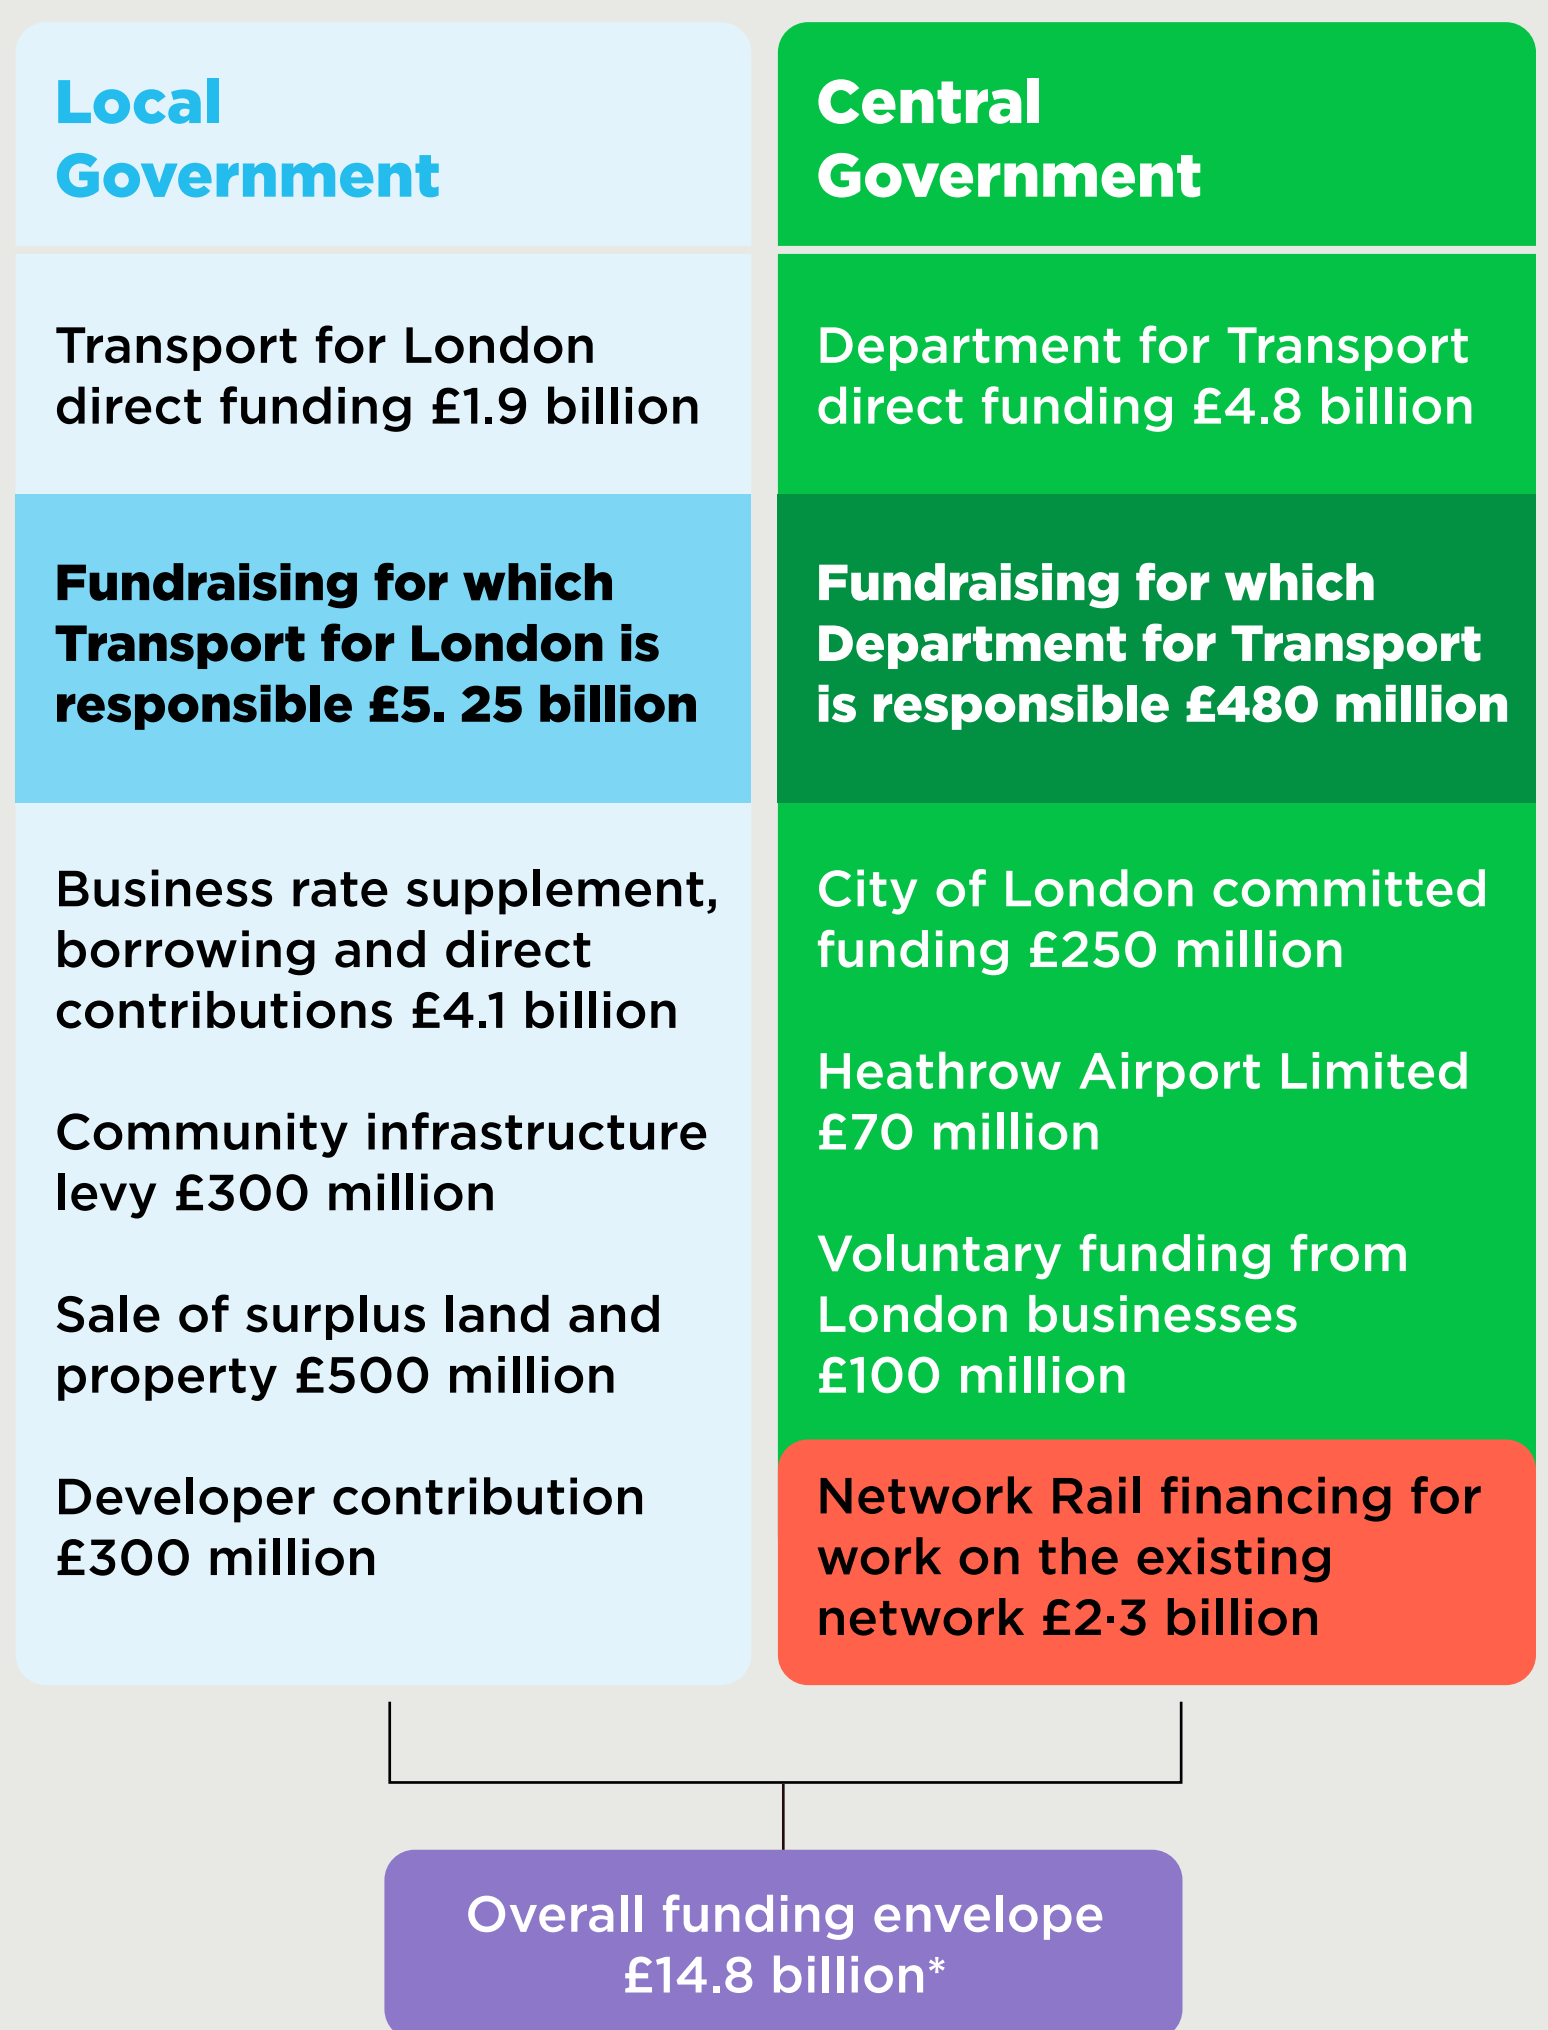 Local
Government
Transport for London
direct funding £1.9 billion
Fundraising for which
Transport for London is
responsible £5. 25 billion
Business rate supplement,
borrowing and direct
contributions £4.1 billion
Community infrastructure
levy £300 million
Sale of surplus land and
property £500 million
Developer contribution
£300 million
Central
Government
Department for Transport
direct funding £4.8 billion
Fundraising for which
Department for Transport
is responsible £480 million
City of London committed
funding £250 million
Heathrow Airport Limited
£70 million
Voluntary funding from
London businesses
£100 million
Network Rail financing for
work on the existing
network £2·3 billion
Overall funding envelope
£14.8 billion*